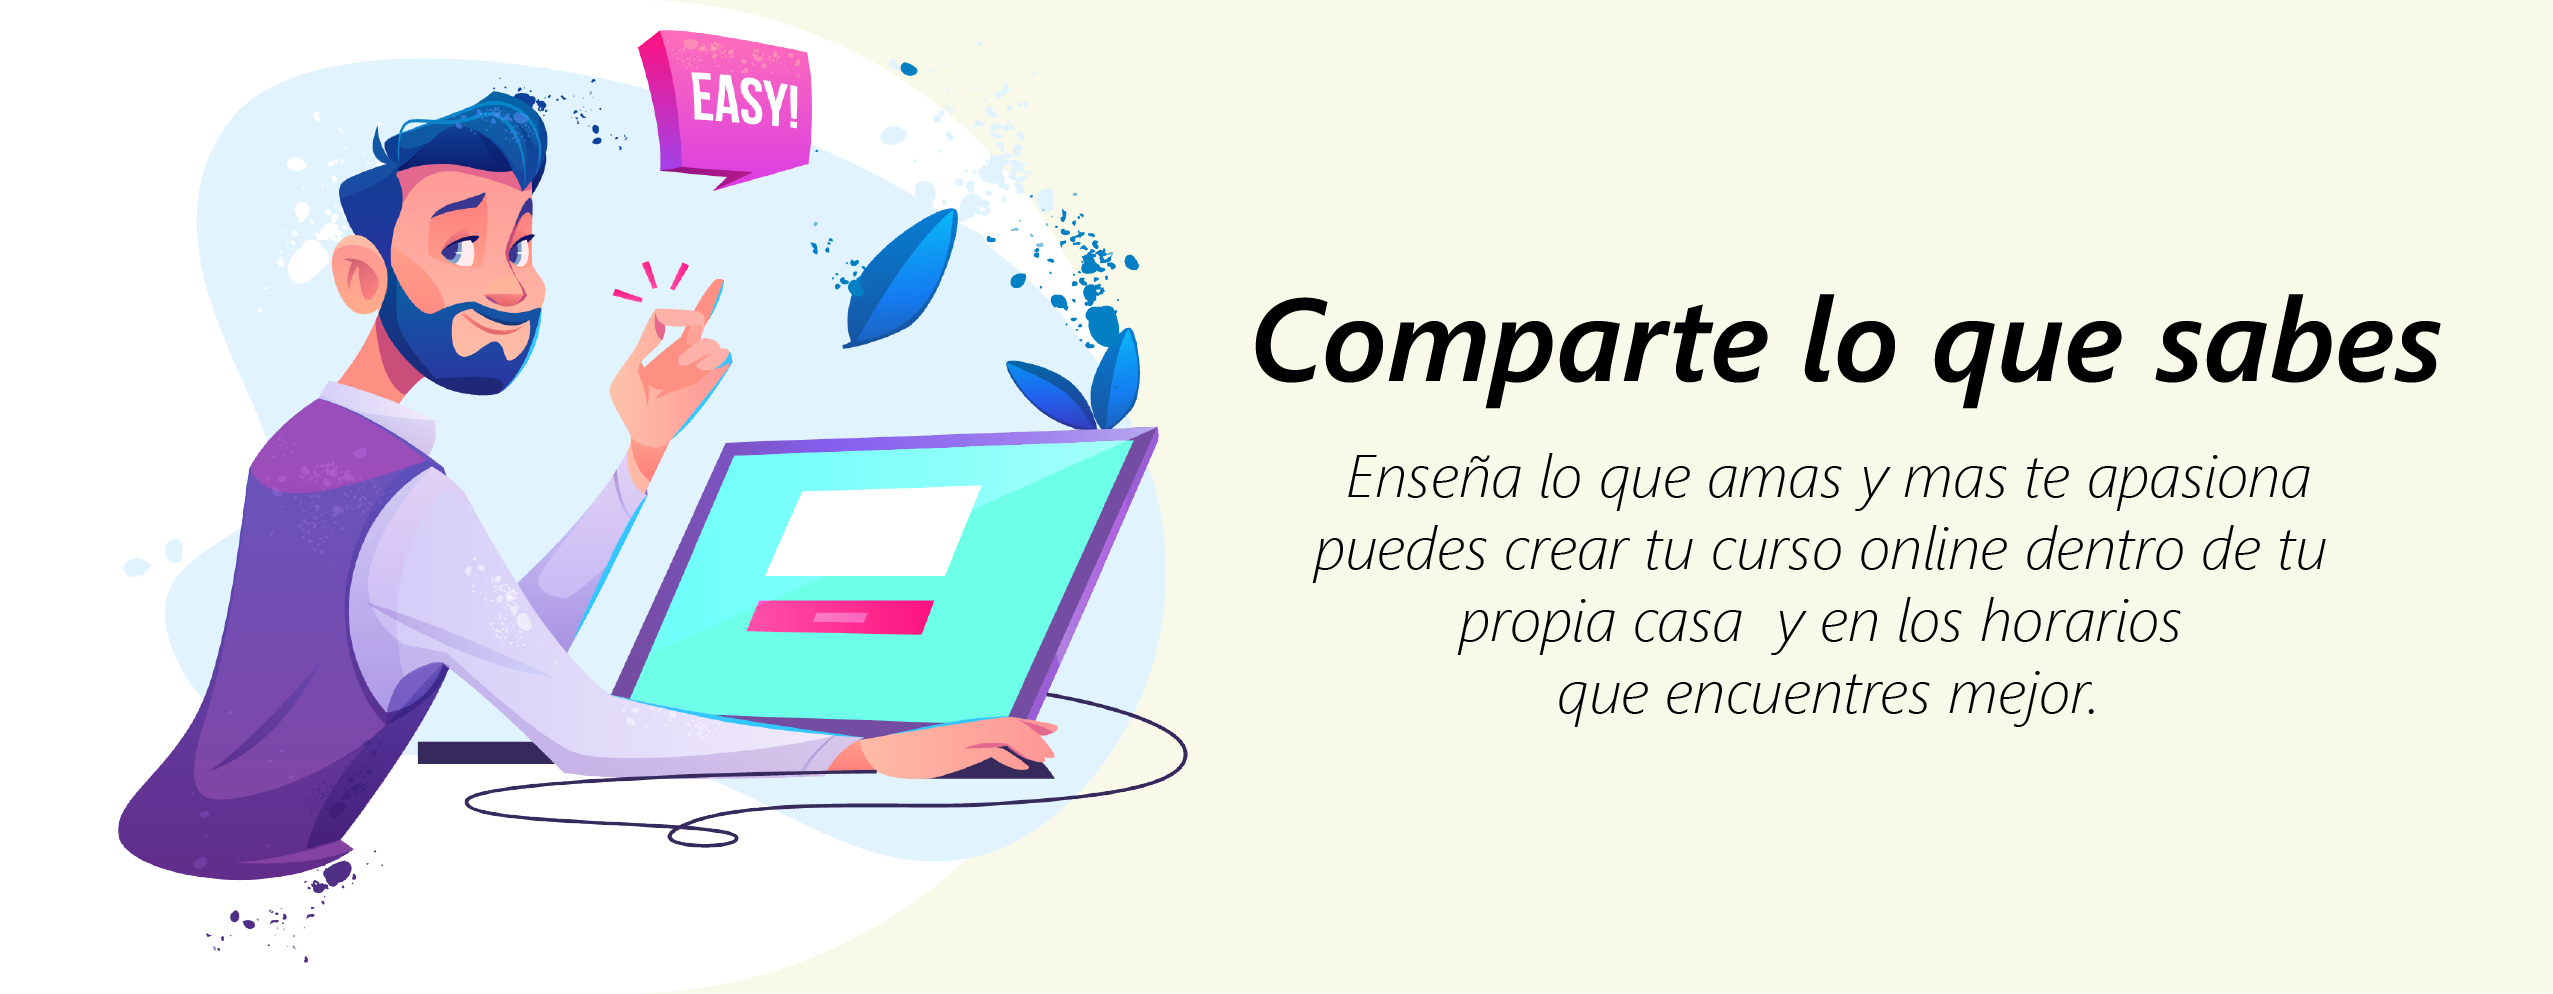 EASY!
Comparte lo que sabes
Enseña lo que amas y mas te apasiona
puedes crear tu curso online dentro de tu
propia casa  y en los horarios
que encuentres mejor.